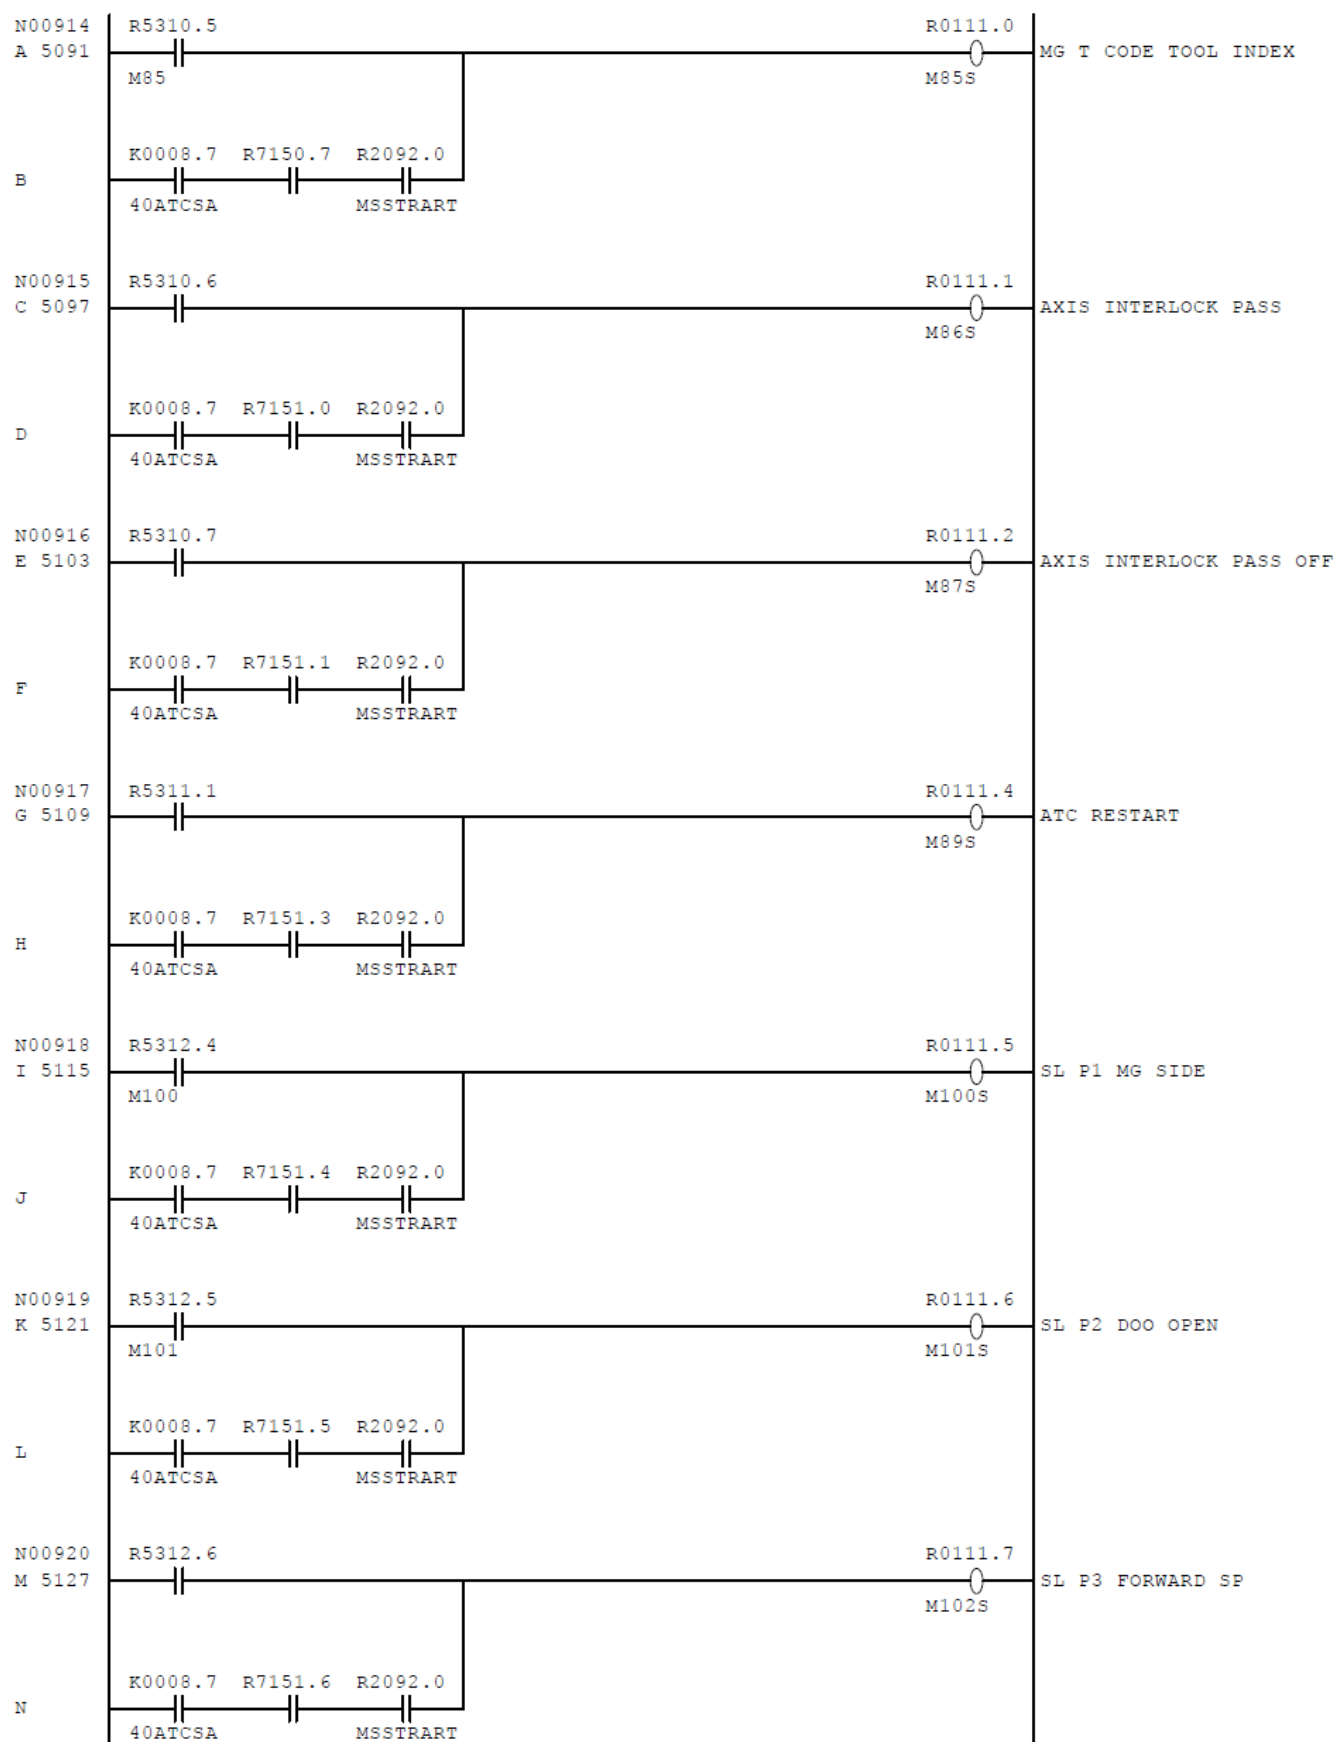 N00914 R5310.5 R0111.0
A 5091 MG T CODE TOOL INDEX
M85 M85S
K0008.7 R7150.7 R2092.0
B
40ATCSA MSSTRART
N00915 R5310.6 R0111.1
C 5097 AXIS INTERLOCK PASS
M86S
K0008.7 R7151.0 R2092.0
D
40ATCSA MSSTRART
N00916 R5310.7 R0111.2
E 5103 AXIS INTERLOCK PASS OFF
M87S
K0008.7 R7151.1 R2092.0
F
40ATCSA MSSTRART
N00917 R5311.1 R0111.4
G 5109 ATC RESTART
M89S
K0008.7 R7151.3 R2092.0
H
40ATCSA MSSTRART
N00918 R5312.4 R0111.5
I 5115 SL P1 MG SIDE
M100 M100S
K0008.7 R7151.4 R2092.0
J
40ATCSA MSSTRART
N00919 R5312.5 R0111.6
K 5121 SL P2 DOO OPEN
M101 M101S
K0008.7 R7151.5 R2092.0
L
40ATCSA MSSTRART
N00920 R5312.6 R0111.7
M 5127 SL P3 FORWARD SP
M102S
K0008.7 R7151.6 R2092.0
N
40ATCSA MSSTRART